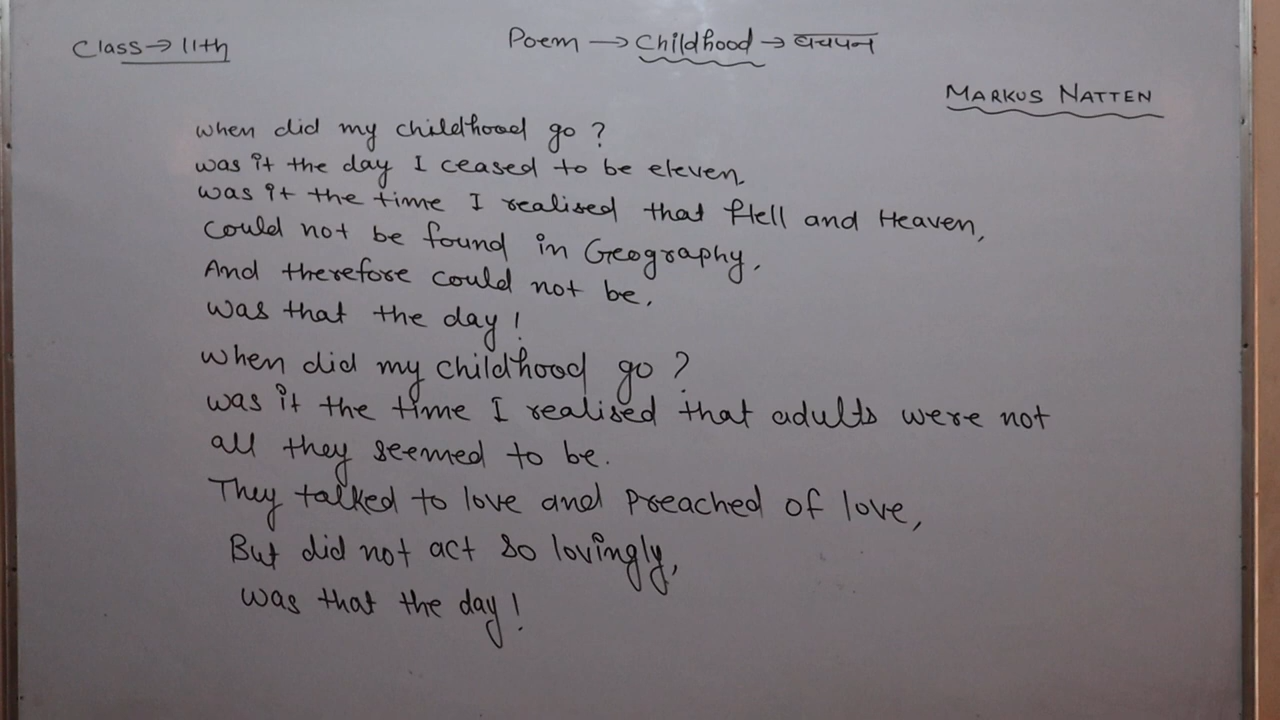 Class → 11th
Poem → Childhood → बचपन
MARKUS NATTEN
When did my childhood go ?
was it the day I ceased to be eleven,
was it the time I realised that Hell and Heaven,
Could not be found in Geography,
And therefore could not be,
was that the day !
When did my childhood go ?
was it the time I realised that adults were not
all they seemed to be.
They talked to love and preached of love,
But did not act so lovingly,
was that the day !